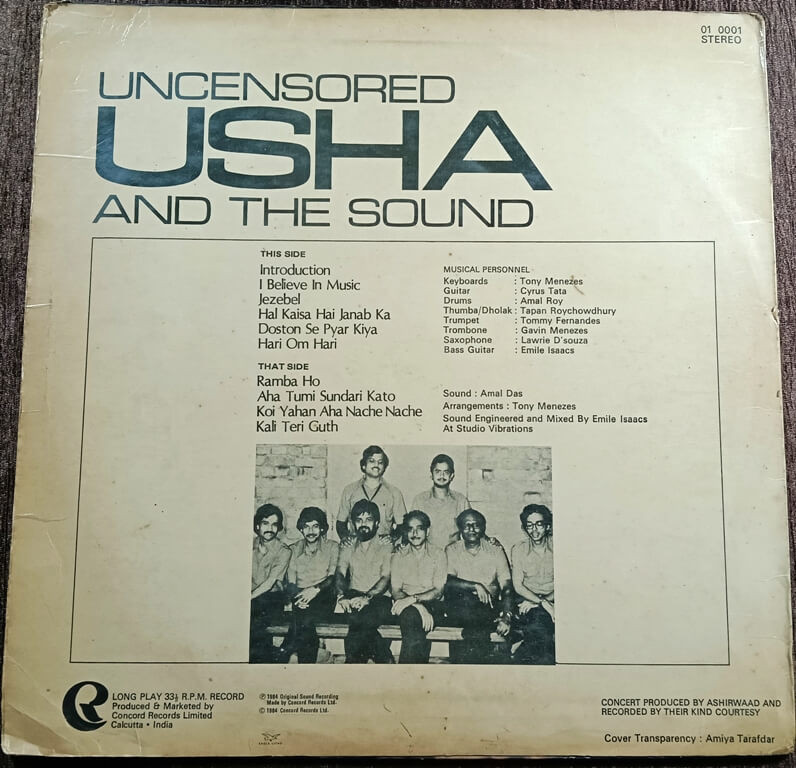 01 0001
STEREO
UNCENSORED
USHA
AND THE SOUND
THIS SIDE
Introduction
I Believe In Music
Jezebel
Hal Kaisa Hai Janab Ka
Doston Se Pyar Kiya
Hari Om Hari
THAT SIDE
Ramba Ho
Aha Tumi Sundari Kato
Koi Yahan Aha Nache Nache
Kali Teri Guth
MUSICAL PERSONNEL
Keyboards : Tony Menezes
Guitar : Cyrus Tata
Drums : Amal Roy
Thumba/Dholak : Tapan Roychowdhury
Trumpet : Tommy Fernandes
Trombone : Gavin Menezes
Saxophone : Lawrie D'souza
Bass Guitar : Emile Isaacs
Sound : Amal Das
Arrangements : Tony Menezes
Sound Engineered and Mixed By Emile Isaacs
At Studio Vibrations
LONG PLAY 33⅓ R.P.M. RECORD
Produced & Marketed by
Concord Records Limited
Calcutta • India
℗ 1984 Original Sound Recording
Made by Concord Records Ltd.
© 1984 Concord Records Ltd.
CONCERT PRODUCED BY ASHIRWAAD AND
RECORDED BY THEIR KIND COURTESY
Cover Transparency : Amiya Tarafdar